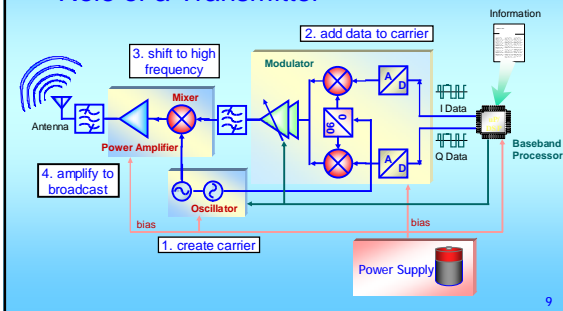 Role of a Transmitter
Information
2. add data to carrier
3. shift to high
frequency
Modulator
Mixer
A
D
I Data
90
0
Antenna
Power Amplifier
Baseband
Processor
A
D
Q Data
4. amplify to
broadcast
Oscillator
bias
bias
1. create carrier
Power Supply
9